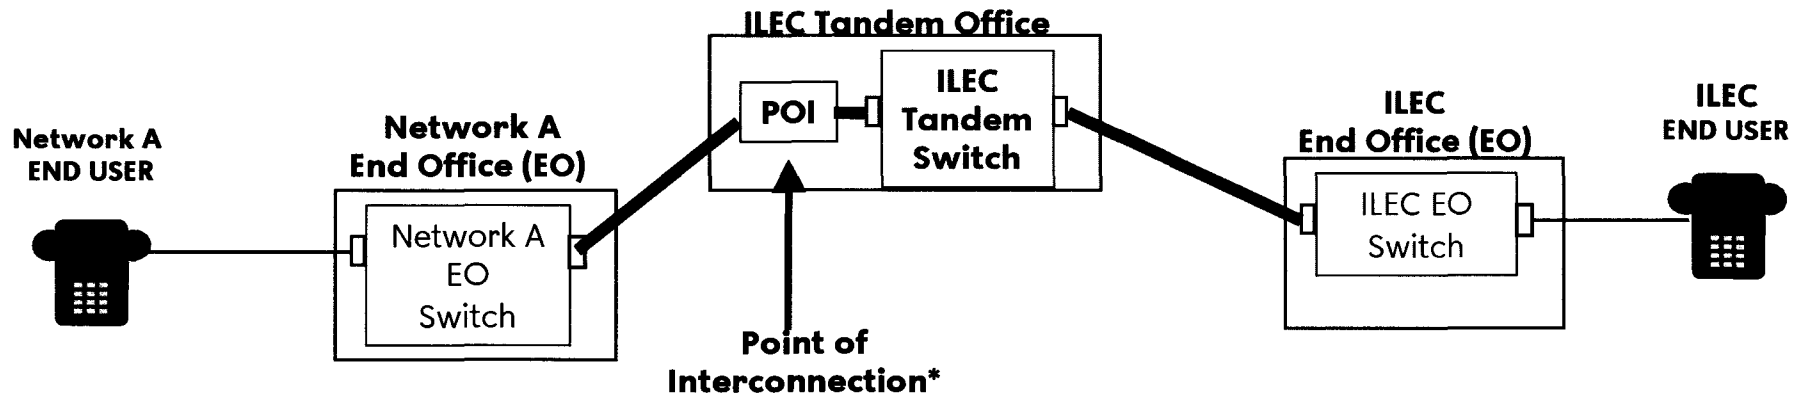 ILEC Tandem Office
ILEC
Tandem
Switch
POI
Network A
End Office (EO)
Network A
END USER
Network A
EO
Switch
Point of
Interconnection*
ILEC
End Office (EO)
ILEC EO
Switch
ILEC
END USER